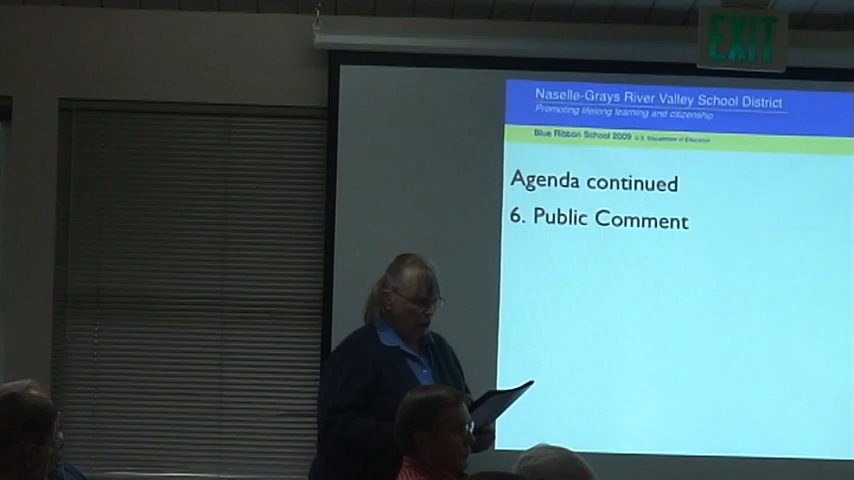 EXIT
Naselle-Grays River Valley School District
Promoting lifelong learning and citizenship
Blue Ribbon School 2009 U.S. Department of Education
Agenda continued
6. Public Comment